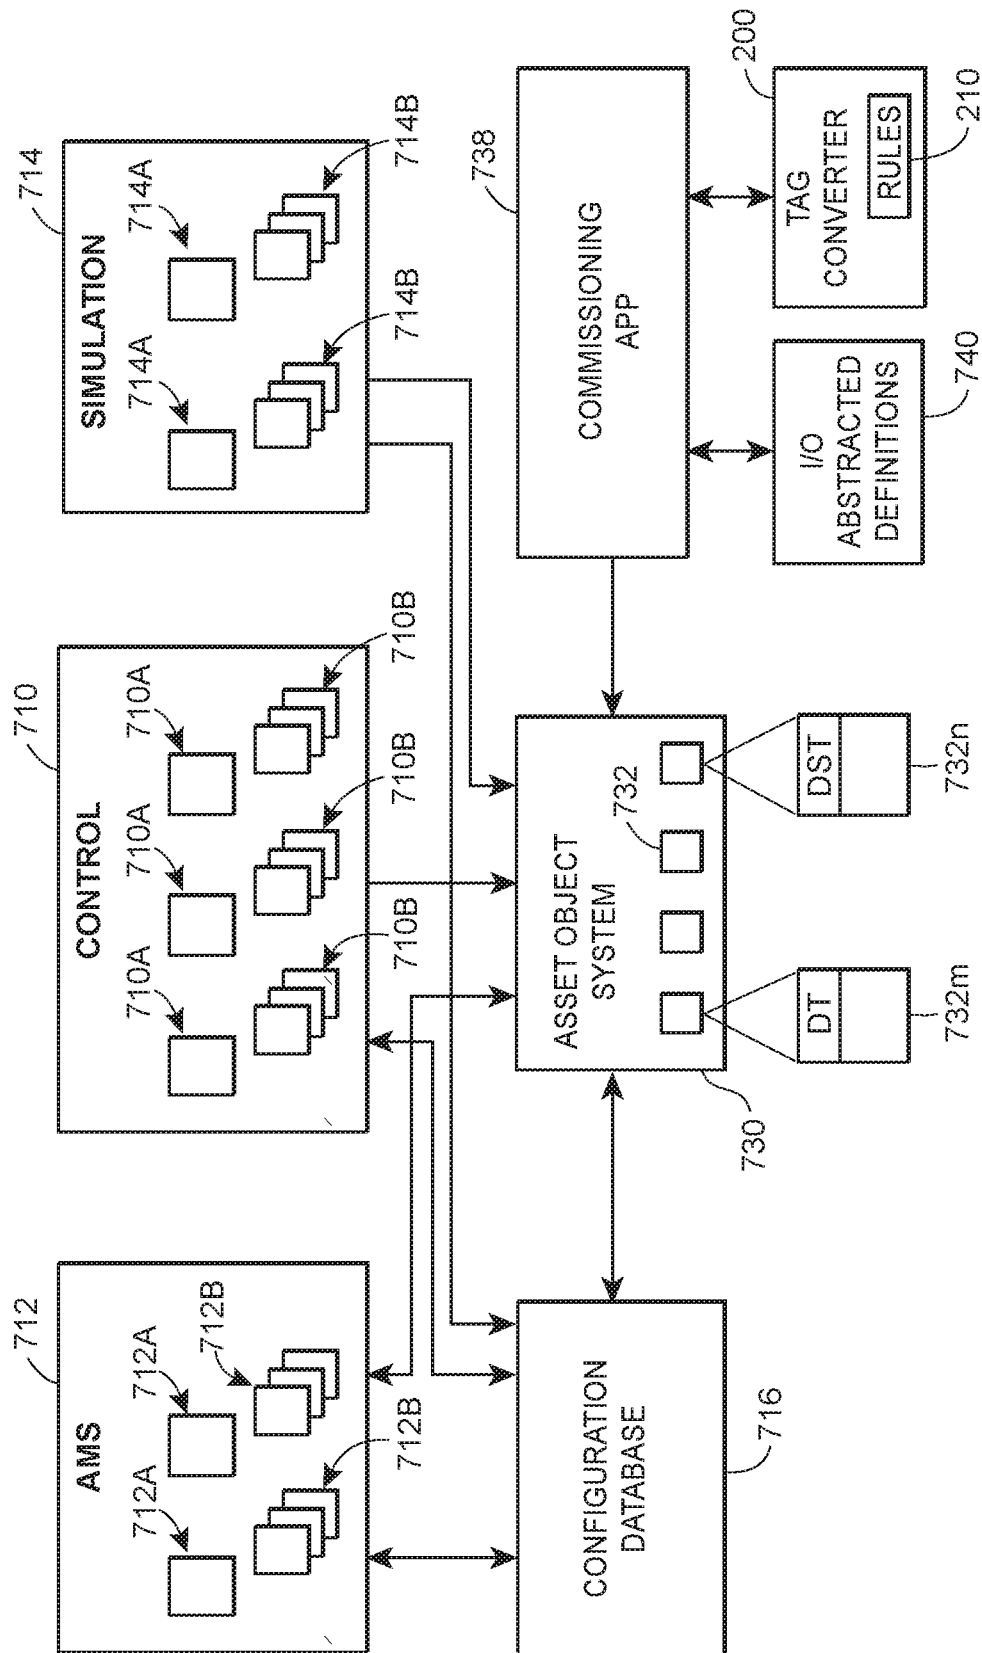 712
AMS
712A
712A
712B
712B
710
CONTROL
710A
710A
710A
710B
710B
710B
714
SIMULATION
714A
714A
714B
714B
CONFIGURATION
DATABASE
716
ASSET OBJECT
SYSTEM
732
730
DT
732m
DST
732n
738
COMMISSIONING
APP
I/O
ABSTRACTED
DEFINITIONS
740
TAG
CONVERTER
RULES
200
210